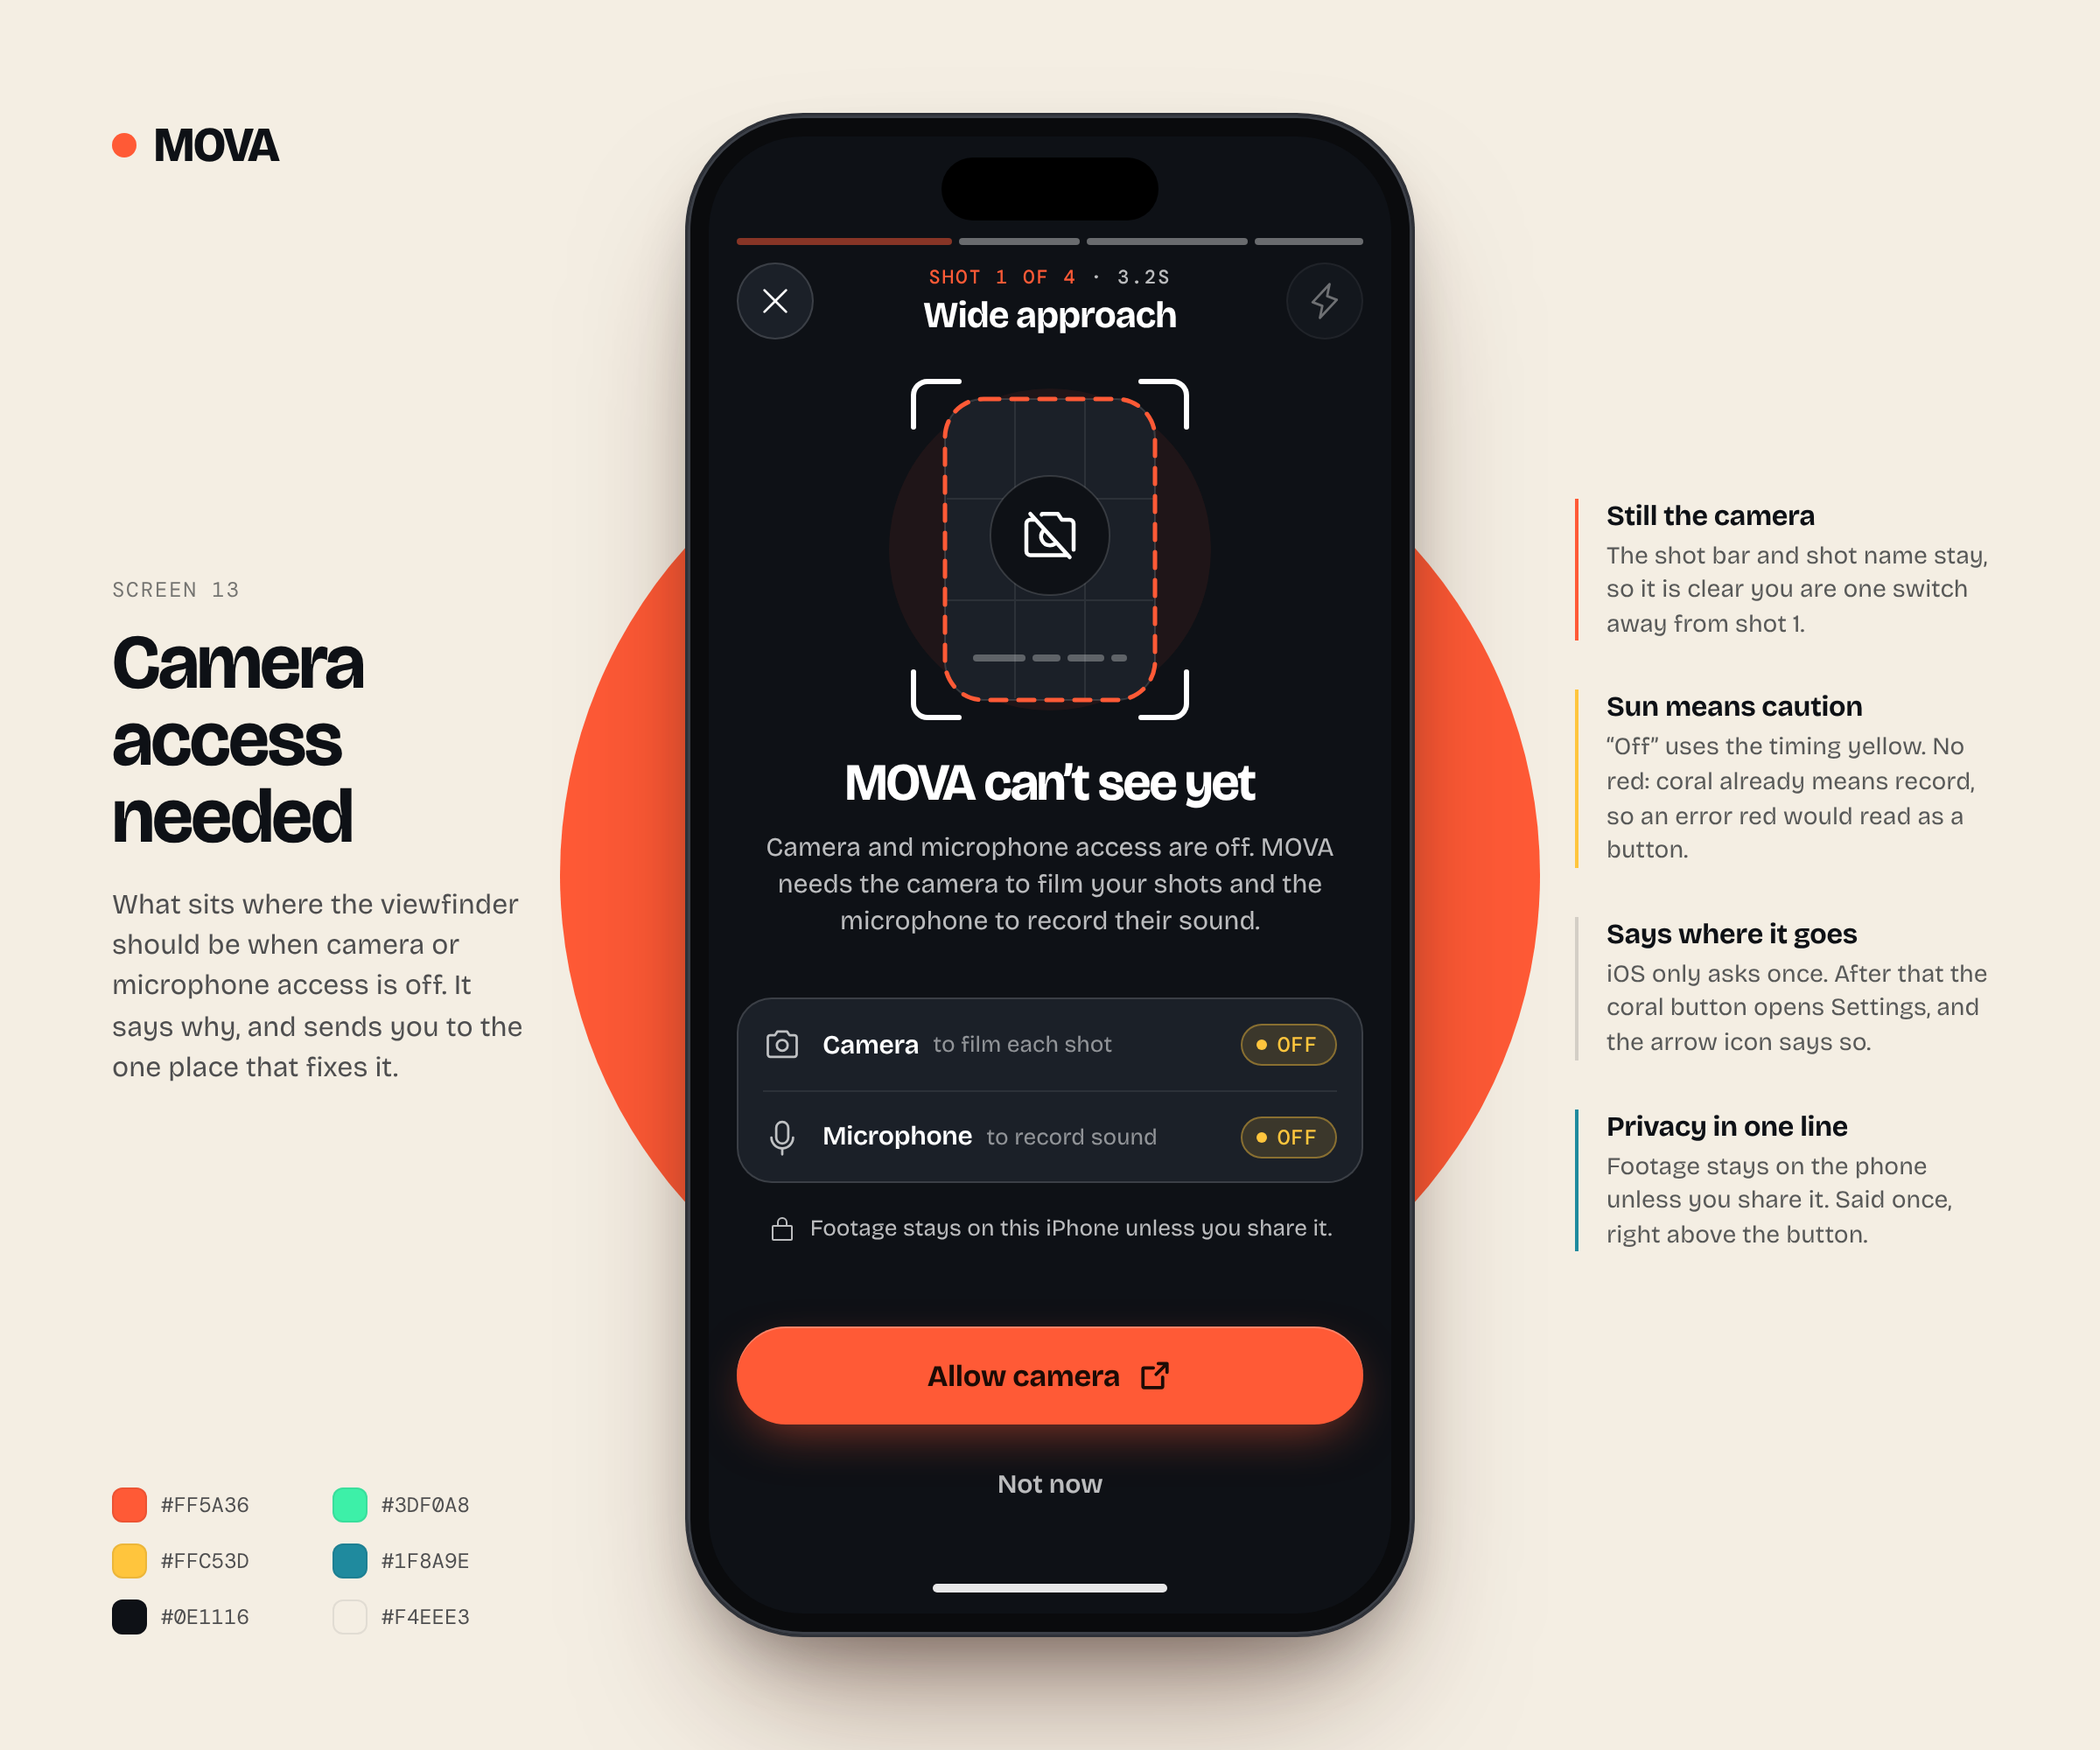 MOVA
SCREEN 13
Camera
access
needed
What sits where the viewfinder
should be when camera or
microphone access is off. It
says why, and sends you to the
one place that fixes it.
#FF5A36
#3DF0A8
#FFC53D
#1F8A9E
#0E1116
#F4EEE3
SHOT 1 OF 4 · 3.2S
Wide approach
MOVA can’t see yet
Camera and microphone access are off. MOVA
needs the camera to film your shots and the
microphone to record their sound.
Camera to film each shot OFF
Microphone to record sound OFF
Footage stays on this iPhone unless you share it.
Allow camera
Not now
Still the camera
The shot bar and shot name stay,
so it is clear you are one switch
away from shot 1.
Sun means caution
“Off” uses the timing yellow. No
red: coral already means record,
so an error red would read as a
button.
Says where it goes
iOS only asks once. After that the
coral button opens Settings, and
the arrow icon says so.
Privacy in one line
Footage stays on the phone
unless you share it. Said once,
right above the button.